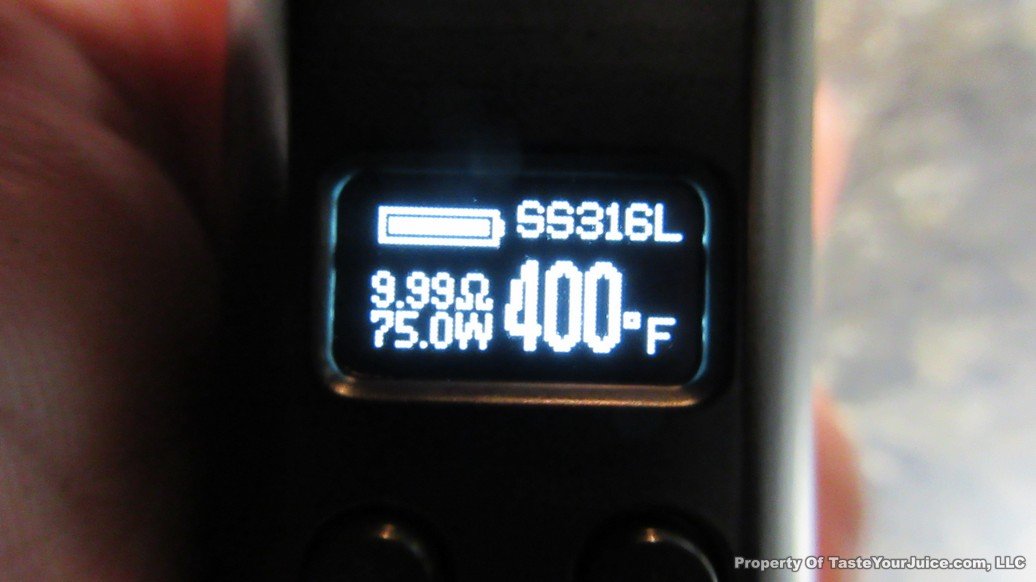 SS316L
9.99Ω
75.0W
400°F
Property Of TasteYourJuice.com, LLC